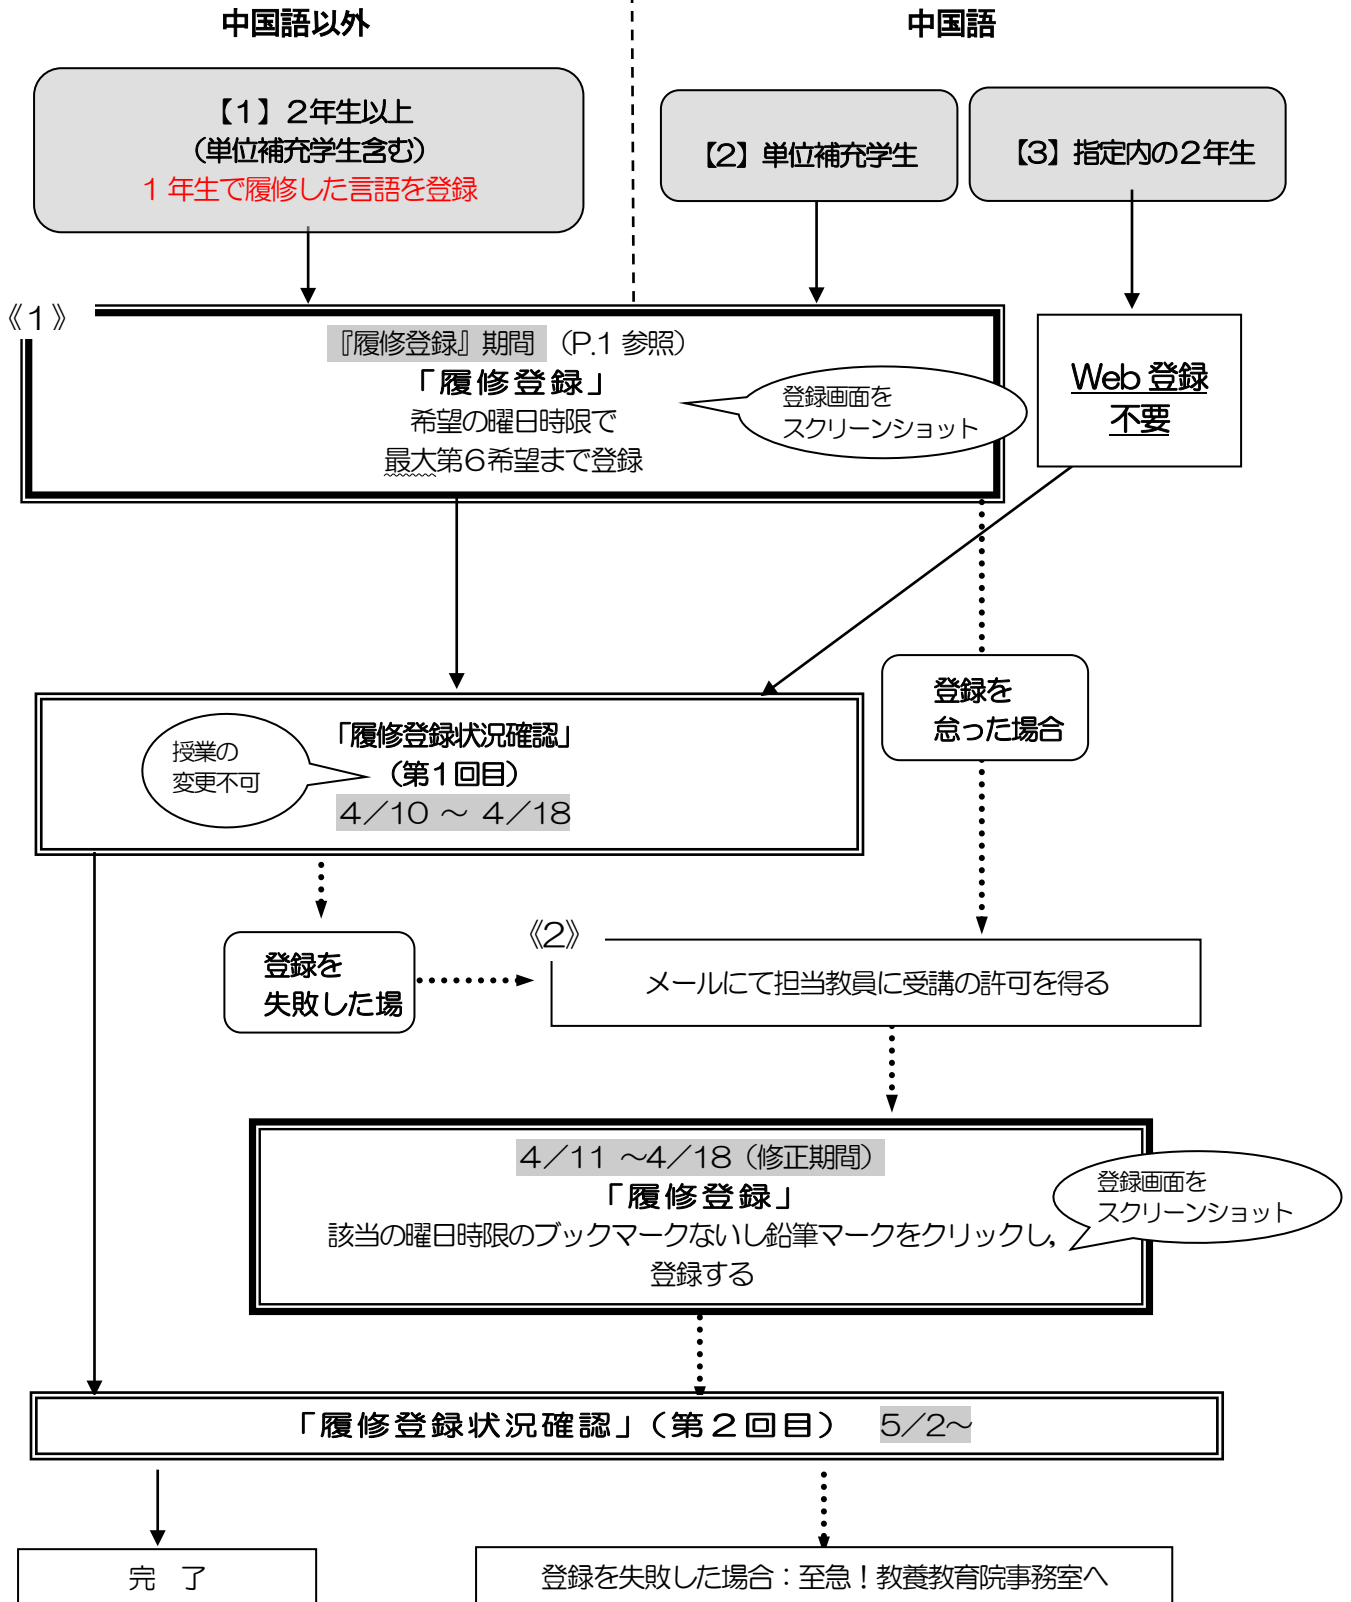 中国語以外
中国語
【1】２年生以上
（単位補充学生含む）
１年生で履修した言語を登録
【2】単位補充学生
【3】指定内の２年生
《１》
『履修登録』期間 （P.1 参照）
「履修登録」
希望の曜日時限で
最大第６希望まで登録
登録画面を
スクリーンショット
Web 登録
不要
登録を
怠った場合
「履修登録状況確認」
（第１回目）
４／10 ～ ４／18
授業の
変更不可
登録を
失敗した場
《2》
メールにて担当教員に受講の許可を得る
４／11 ～４／18（修正期間）
「履修登録」
該当の曜日時限のブックマークないし鉛筆マークをクリックし，
登録する
登録画面を
スクリーンショット
「履修登録状況確認」（第２回目） ５／２～
完 了
登録を失敗した場合：至急！教養教育院事務室へ